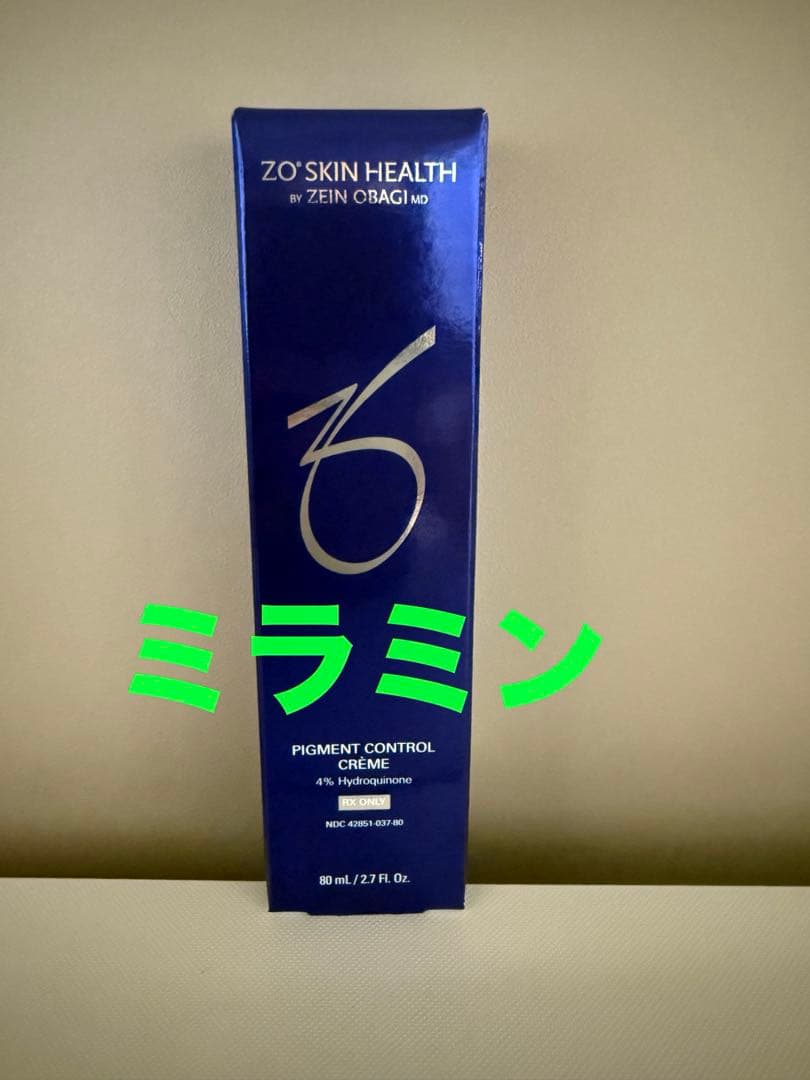 ZO® SKIN HEALTH
BY ZEIN OBAGI MD
ミラミン
PIGMENT CONTROL
CRÈME
4% Hydroquinone
RX ONLY
NDC 42851-037-80
80 mL / 2.7 Fl. Oz.